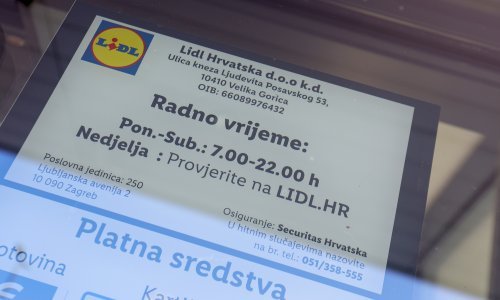 LIDL
Lidl Hrvatska d.o.o k.d.
Ulica kneza Ljudevita Posavskog 53,
10410 Velika Gorica
OIB: 66089976432
Radno vrijeme:
Pon.-Sub.: 7.00-22.00 h
Nedjelja : Provjerite na LIDL.HR
Poslovna jedinica: 250
Ljubljanska avenija 2
10 090 Zagreb
Osiguranje: Securitas Hrvatska
U hitnim slučajevima nazovite
na br. tel.: 051/358-555
Platna sredstva